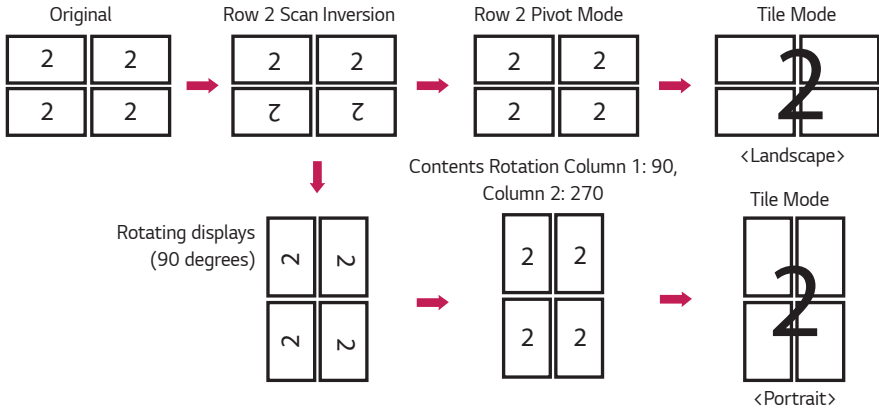 Original
Row 2 Scan Inversion
Row 2 Pivot Mode
Tile Mode
2 2
2 2
2 2
2 2
2 2
2 2
2
<Landscape>
Contents Rotation Column 1: 90,
Column 2: 270
Tile Mode
Rotating displays
(90 degrees)
2 2
2 2
2 2
2 2
2
<Portrait>